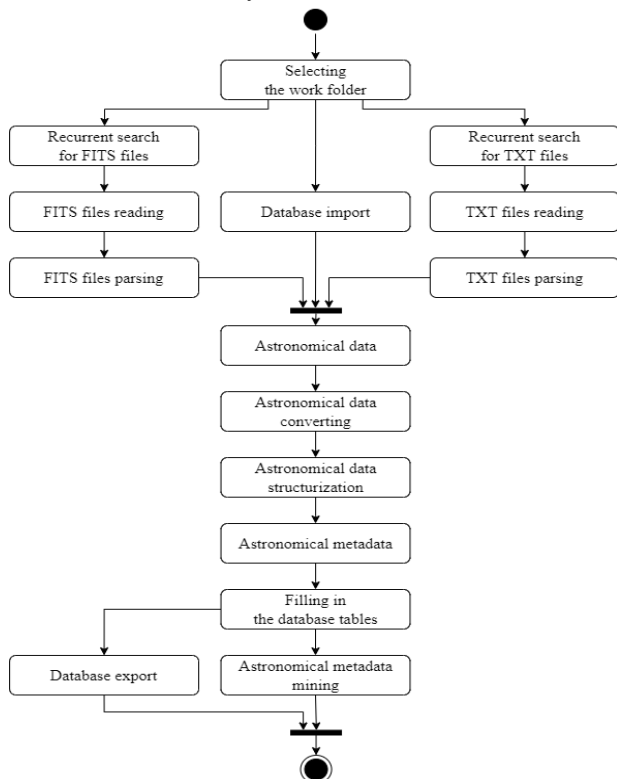 Selecting
the work folder
Recurrent search
for FITS files
Recurrent search
for TXT files
FITS files reading
Database import
TXT files reading
FITS files parsing
TXT files parsing
Astronomical data
Astronomical data
converting
Astronomical data
structurization
Astronomical metadata
Filling in
the database tables
Database export
Astronomical metadata
mining